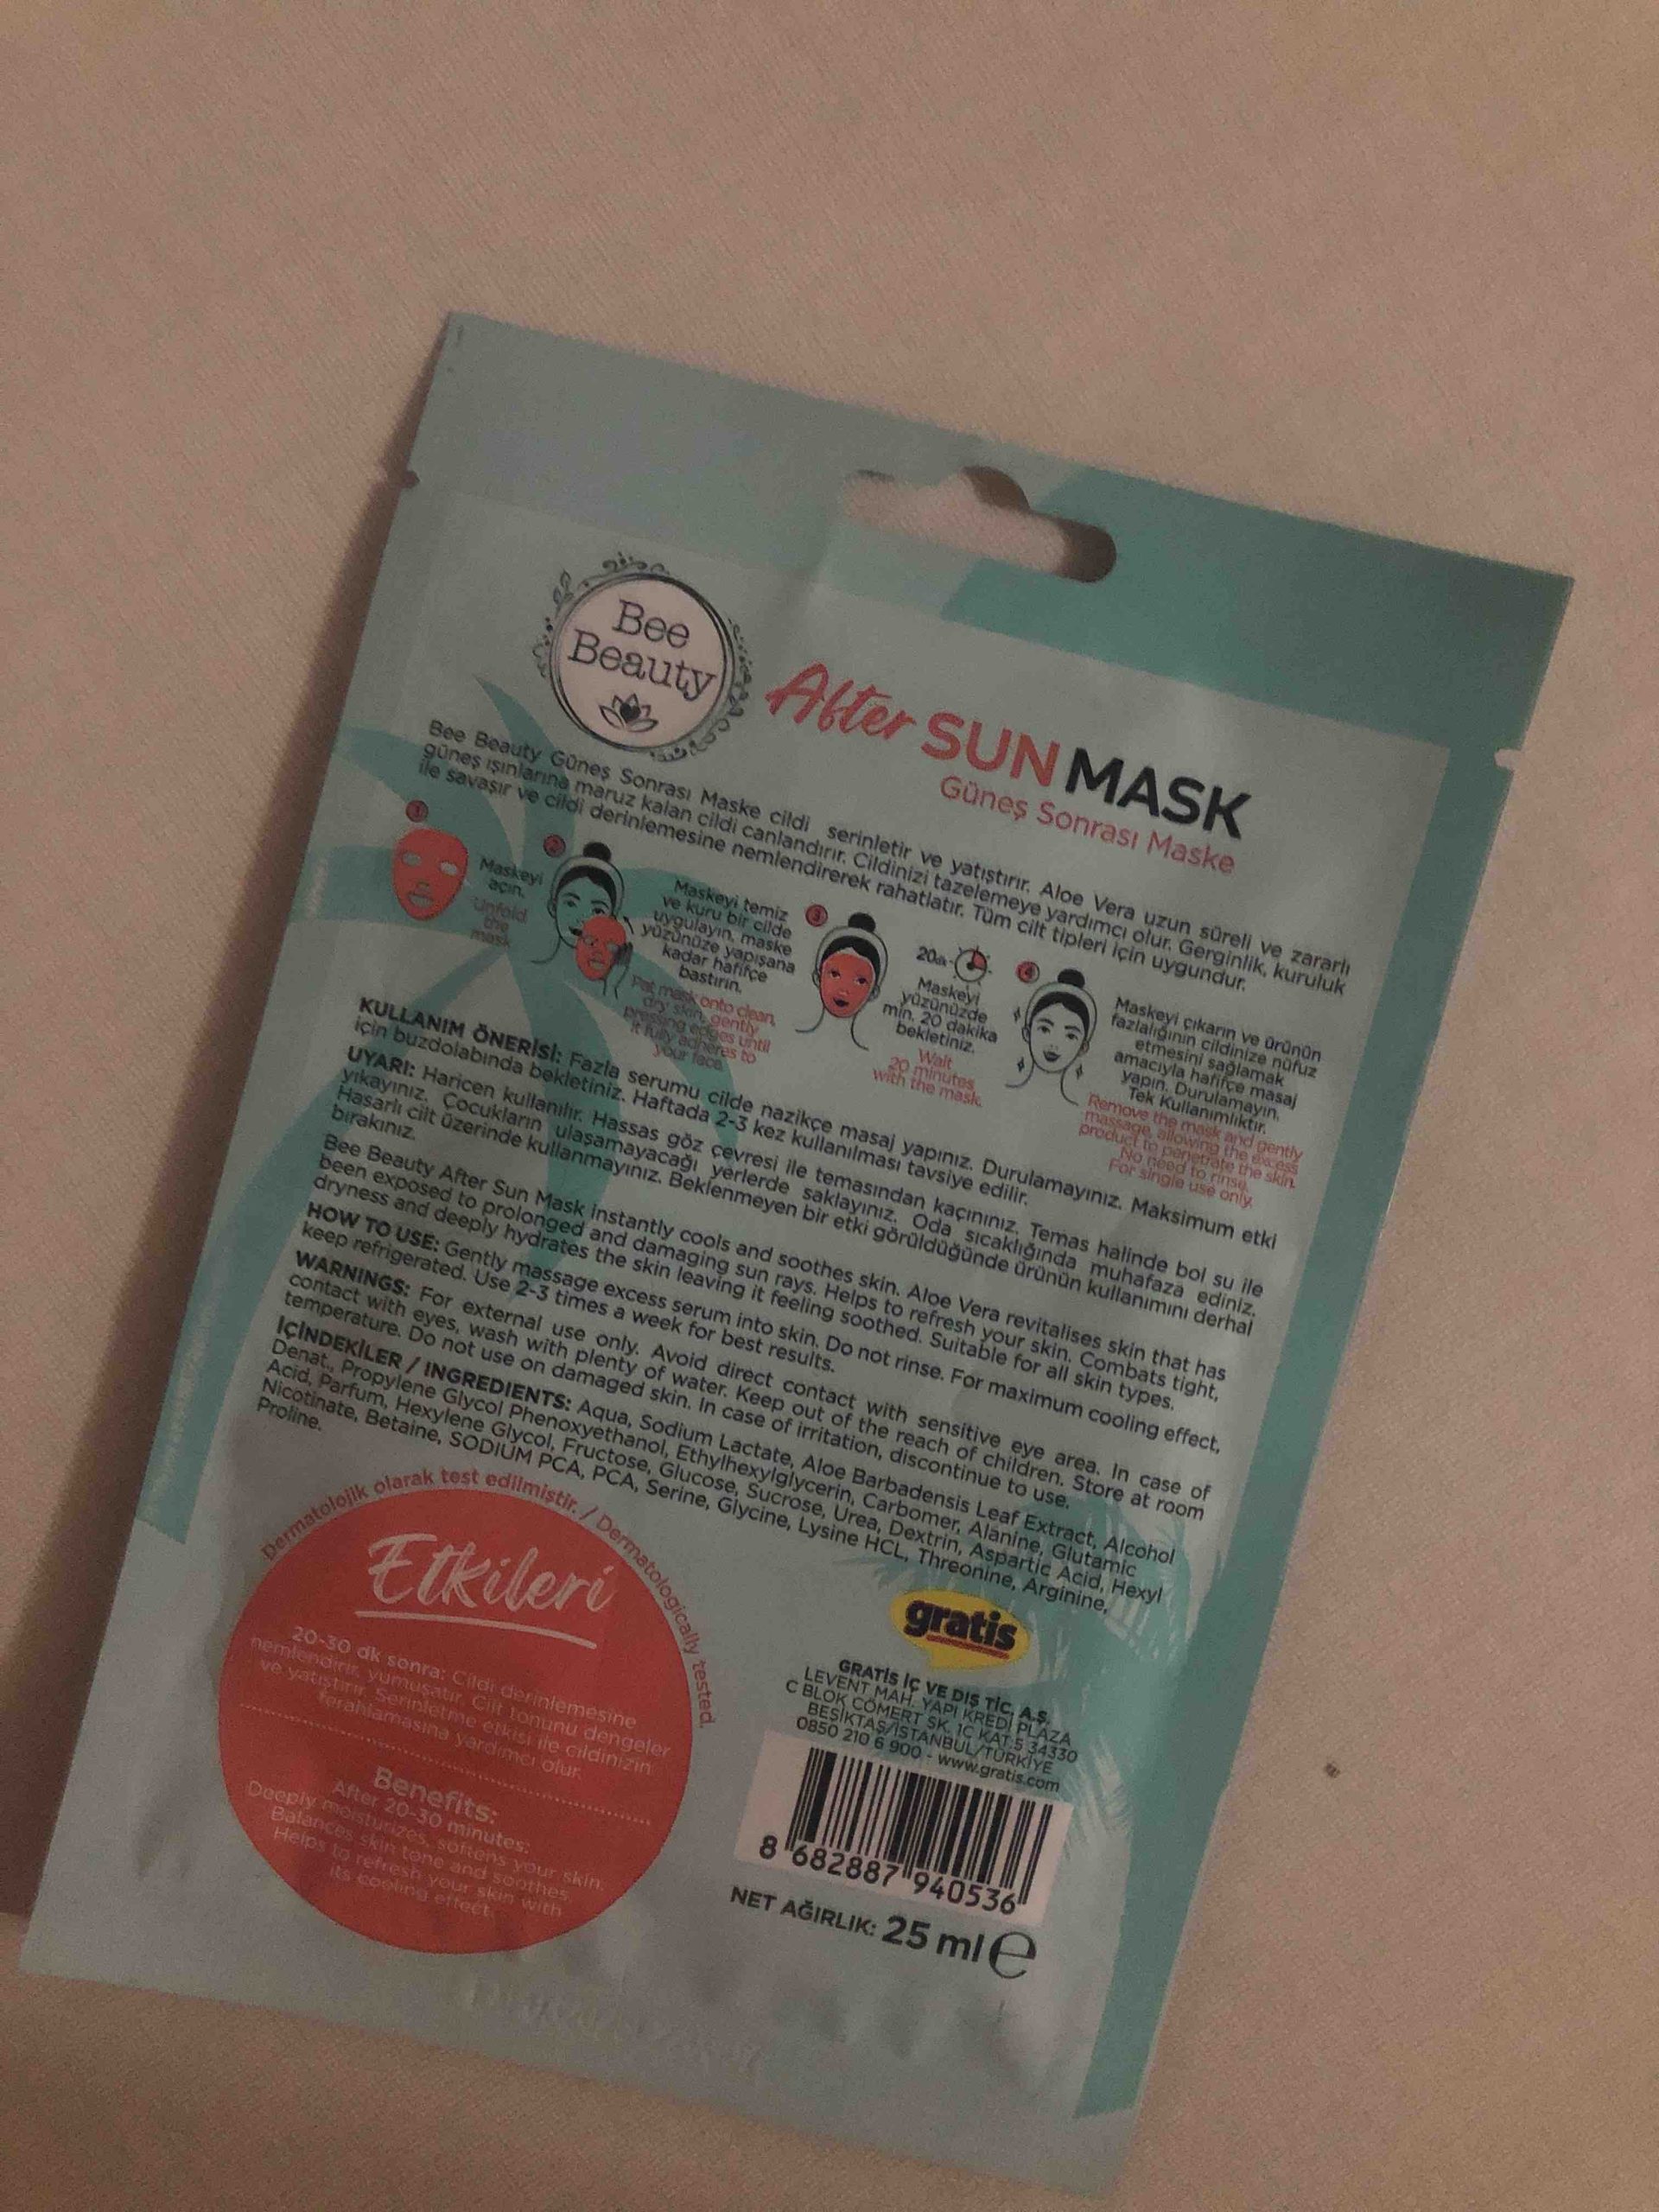 Bee
Beauty
After SUN MASK
Güneş Sonrası Maske
Bee Beauty Güneş Sonrası Maske cildi serinletir ve yatıştırır. Aloe Vera uzun süreli ve zararlı
güneş ışınlarına maruz kalan cildi canlandırır. Cildinizi tazelemeye yardımcı olur. Gerginlik, kuruluk
ile savaşır ve cildi derinlemesine nemlendirerek rahatlatır. Tüm cilt tipleri için uygundur.
1
Maskeyi
açın.
Unfold
the
mask
2
Maskeyi temiz
ve kuru bir cilde
uygulayın, maske
yüzünüze yapışana
kadar hafifçe
bastırın.
Pat mask onto clean,
dry skin, gently
pressing edges until
it fully adheres to
your face.
3
20dk
Maskeyi
yüzünüzde
min. 20 dakika
bekletiniz.
Wait
20 minutes
with the mask.
4
Maskeyi çıkarın ve ürünün
fazlalığının cildinize nüfuz
etmesini sağlamak
amacıyla hafifçe masaj
yapın. Durulamayın.
Tek Kullanımlıktır.
Remove the mask and gently
massage, allowing the excess
product to penetrate the skin.
No need to rinse.
For single use only.
KULLANIM ÖNERİSİ: Fazla serumu cilde nazikçe masaj yapınız. Durulamayınız. Maksimum etki
için buzdolabında bekletiniz. Haftada 2-3 kez kullanılması tavsiye edilir.
UYARI: Haricen kullanılır. Hassas göz çevresi ile temasından kaçınınız. Temas halinde bol su ile
yıkayınız. Çocukların ulaşamayacağı yerlerde saklayınız. Oda sıcaklığında muhafaza ediniz.
Hasarlı cilt üzerinde kullanmayınız. Beklenmeyen bir etki görüldüğünde ürünün kullanımını derhal
bırakınız.
Bee Beauty After Sun Mask instantly cools and soothes skin. Aloe Vera revitalises skin that has
been exposed to prolonged and damaging sun rays. Helps to refresh your skin. Combats tight,
dryness and deeply hydrates the skin leaving it feeling soothed. Suitable for all skin types.
HOW TO USE: Gently massage excess serum into skin. Do not rinse. For maximum cooling effect,
keep refrigerated. Use 2-3 times a week for best results.
WARNINGS: For external use only. Avoid direct contact with sensitive eye area. In case of
contact with eyes, wash with plenty of water. Keep out of the reach of children. Store at room
temperature. Do not use on damaged skin. In case of irritation, discontinue to use.
İÇİNDEKİLER / INGREDIENTS: Aqua, Sodium Lactate, Aloe Barbadensis Leaf Extract, Alcohol
Denat., Propylene Glycol Phenoxyethanol, Ethylhexylglycerin, Carbomer, Alanine, Glutamic
Acid, Parfum, Hexylene Glycol, Fructose, Glucose, Sucrose, Urea, Dextrin, Aspartic Acid, Hexyl
Nicotinate, Betaine, SODIUM PCA, PCA, Serine, Glycine, Lysine HCL, Threonine, Arginine,
Proline.
Dermatolojik olarak test edilmiştir. / Dermatologically tested.
Etkileri
20-30 dk sonra: Cildi derinlemesine
nemlendirir, yumuşatır. Cilt tonunu dengeler
ve yatıştırır. Serinletme etkisi ile cildinizin
ferahlamasına yardımcı olur.
Benefits:
After 20-30 minutes:
Deeply moisturizes, softens your skin.
Balances skin tone and soothes.
Helps to refresh your skin with
its cooling effect.
gratis
GRATİS İÇ VE DIŞ TİC. A.Ş.
LEVENT MAH. YAPI KREDİ PLAZA
C BLOK CÖMERT SK. 1C KAT:5 34330
BEŞİKTAŞ/İSTANBUL/TÜRKİYE
0850 210 6 900 - www.gratis.com
8 682887 940536
NET AĞIRLIK: 25 ml e